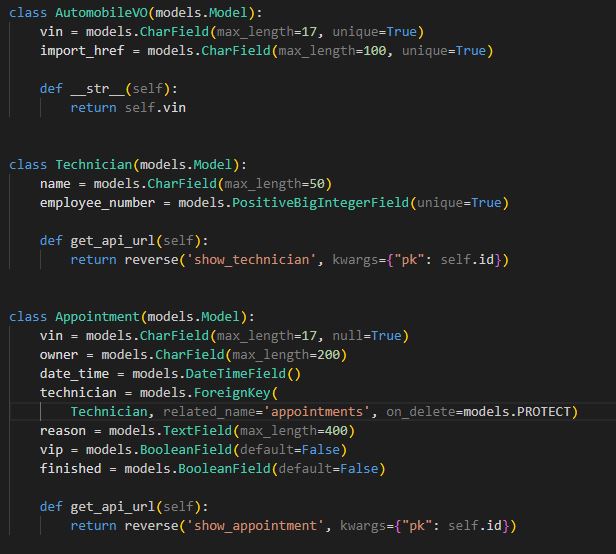 class AutomobileVO(models.Model):
    vin = models.CharField(max_length=17, unique=True)
    import_href = models.CharField(max_length=100, unique=True)
    def __str__(self):
        return self.vin
class Technician(models.Model):
    name = models.CharField(max_length=50)
    employee_number = models.PositiveBigIntegerField(unique=True)
    def get_api_url(self):
        return reverse('show_technician', kwargs={"pk": self.id})
class Appointment(models.Model):
    vin = models.CharField(max_length=17, null=True)
    owner = models.CharField(max_length=200)
    date_time = models.DateTimeField()
    technician = models.ForeignKey(
        Technician, related_name='appointments', on_delete=models.PROTECT)
    reason = models.TextField(max_length=400)
    vip = models.BooleanField(default=False)
    finished = models.BooleanField(default=False)
    def get_api_url(self):
        return reverse('show_appointment', kwargs={"pk": self.id})